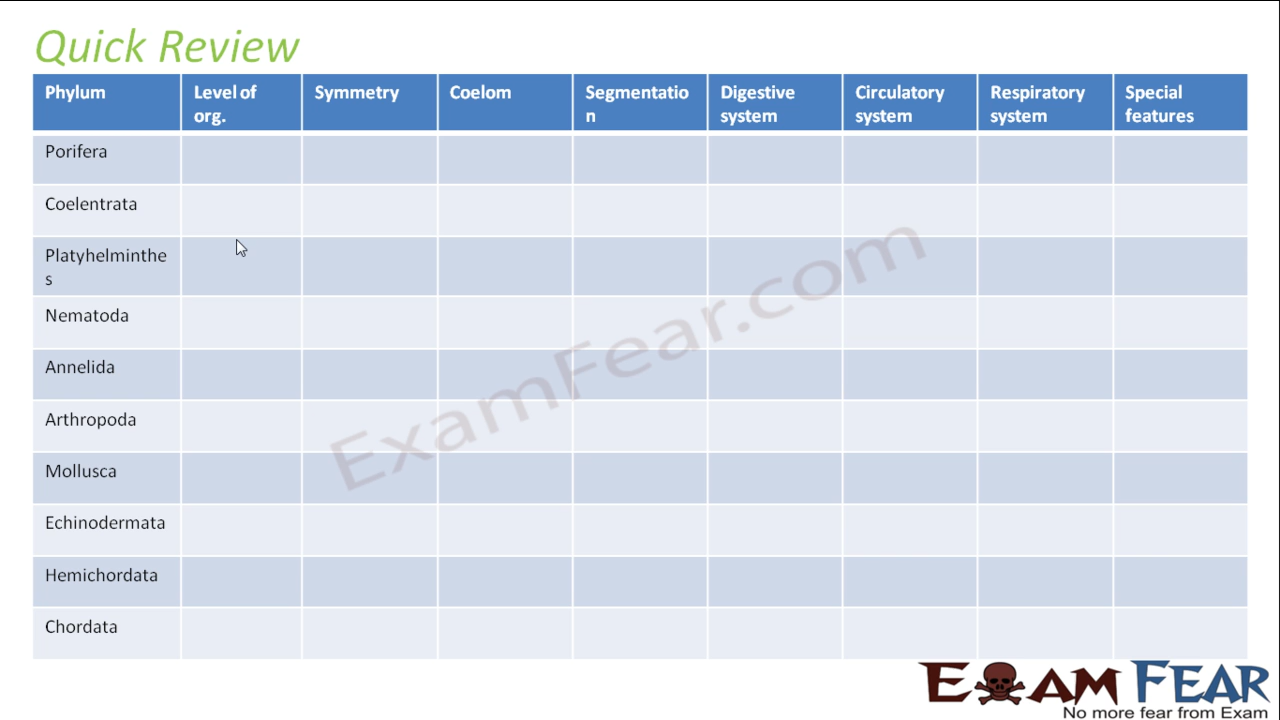 Quick Review
Phylum
Level of
org.
Symmetry
Coelom
Segmentatio
n
Digestive
system
Circulatory
system
Respiratory
system
Special
features
Porifera
Coelentrata
Platyhelminthe
s
Nematoda
Annelida
Arthropoda
Mollusca
Echinodermata
Hemichordata
Chordata
ExamFear.com
EXAM FEAR
No more fear from Exam